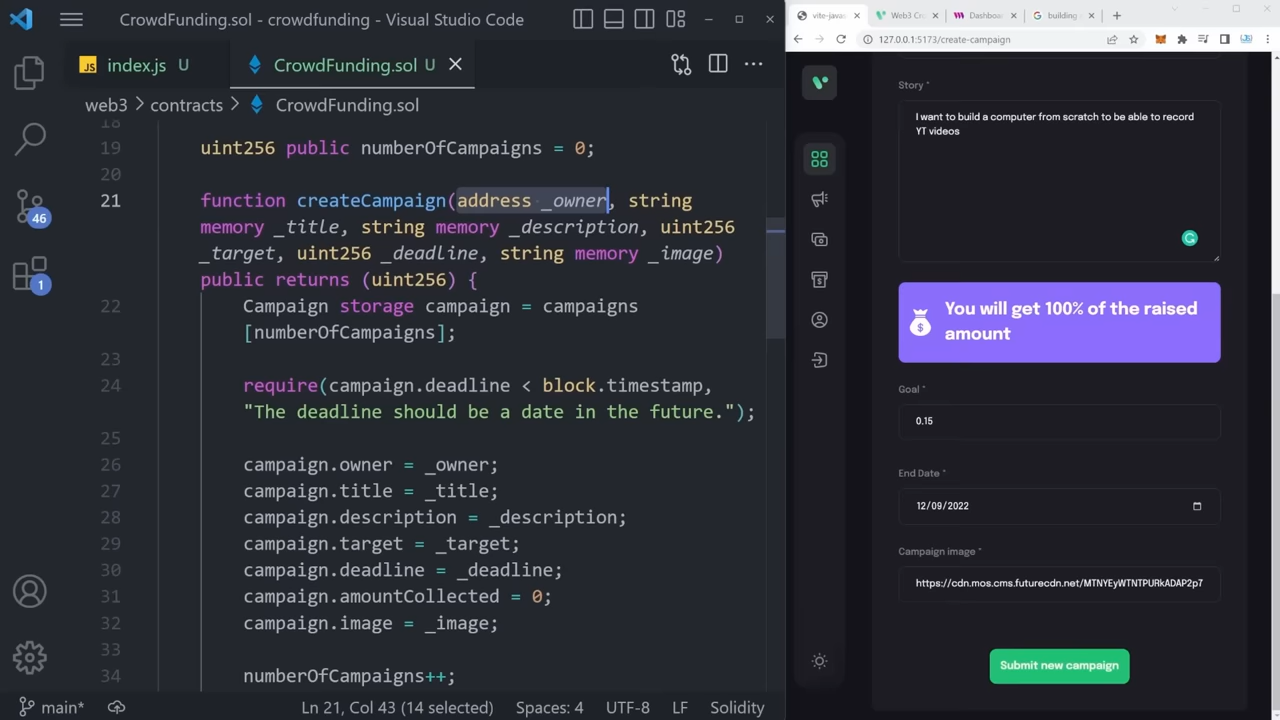 CrowdFunding.sol - crowdfunding - Visual Studio Code
index.js U
CrowdFunding.sol U
web3 > contracts > CrowdFunding.sol
18
19 uint256 public numberOfCampaigns = 0;
20
21 function createCampaign(address _owner, string
memory _title, string memory _description, uint256
_target, uint256 _deadline, string memory _image)
public returns (uint256) {
22 Campaign storage campaign = campaigns
[numberOfCampaigns];
23
24 require(campaign.deadline < block.timestamp,
"The deadline should be a date in the future.");
25
26 campaign.owner = _owner;
27 campaign.title = _title;
28 campaign.description = _description;
29 campaign.target = _target;
30 campaign.deadline = _deadline;
31 campaign.amountCollected = 0;
32 campaign.image = _image;
33
34 numberOfCampaigns++;
46
1
main*
Ln 21, Col 43 (14 selected) Spaces: 4 UTF-8 LF Solidity
vite-javas
Web3 Cr
Dashboa
building
127.0.0.1:5173/create-campaign
Story *
I want to build a computer from scratch to be able to record
YT videos
You will get 100% of the raised
amount
Goal *
0.15
End Date *
12/09/2022
Campaign image *
https://cdn.mos.cms.futurecdn.net/MTNYEyWTNTPURkADAP2p7
Submit new campaign